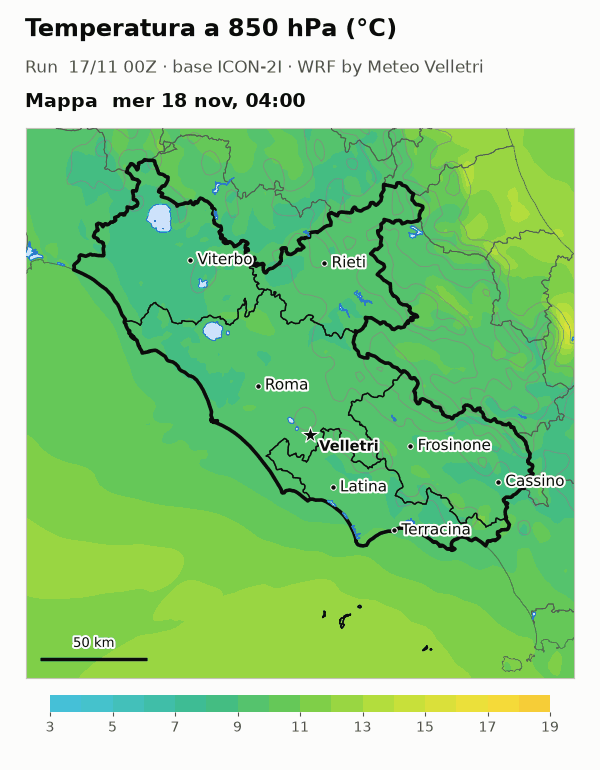 Temperatura a 850 hPa (°C)
Run  17/11 00Z · base ICON-2I · WRF by Meteo Velletri
Mappa  mer 18 nov, 04:00
Viterbo
Rieti
Roma
Velletri
Frosinone
Latina
Cassino
Terracina
50 km
3 5 7 9 11 13 15 17 19